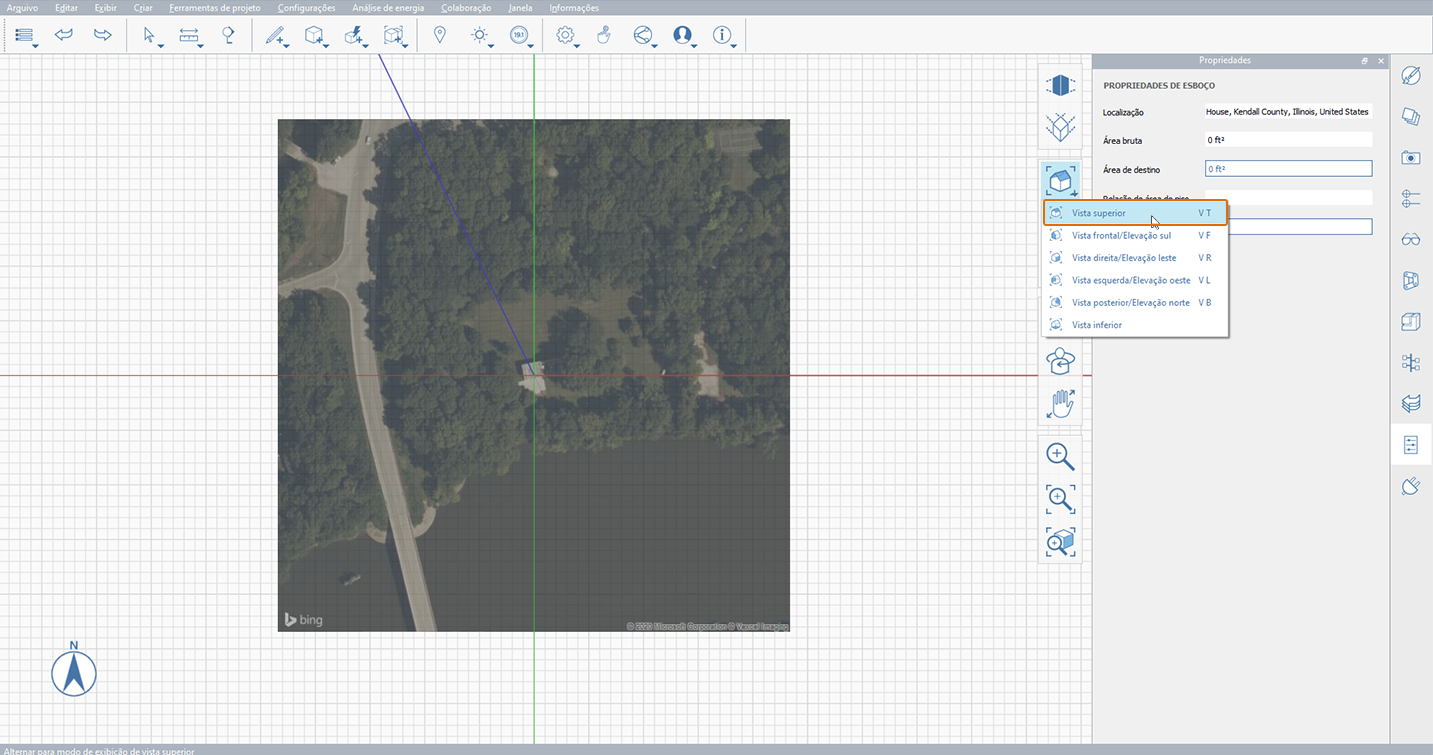 Arquivo Editar Exibir Criar Ferramentas de projeto Configurações Análise de energia Colaboração Janela Informações
191
Propriedades
PROPRIEDADES DE ESBOÇO
Localização House, Kendall County, Illinois, United States
Área bruta 0 ft²
Área de destino 0 ft²
Relação de área de piso
Vista superior V T
Vista frontal/Elevação sul V F
Vista direita/Elevação leste V R
Vista esquerda/Elevação oeste V L
Vista posterior/Elevação norte V B
Vista inferior
bing
© 2020 Microsoft Corporation © Vexcel Imaging
N
Alternar para modo de exibição de vista superior